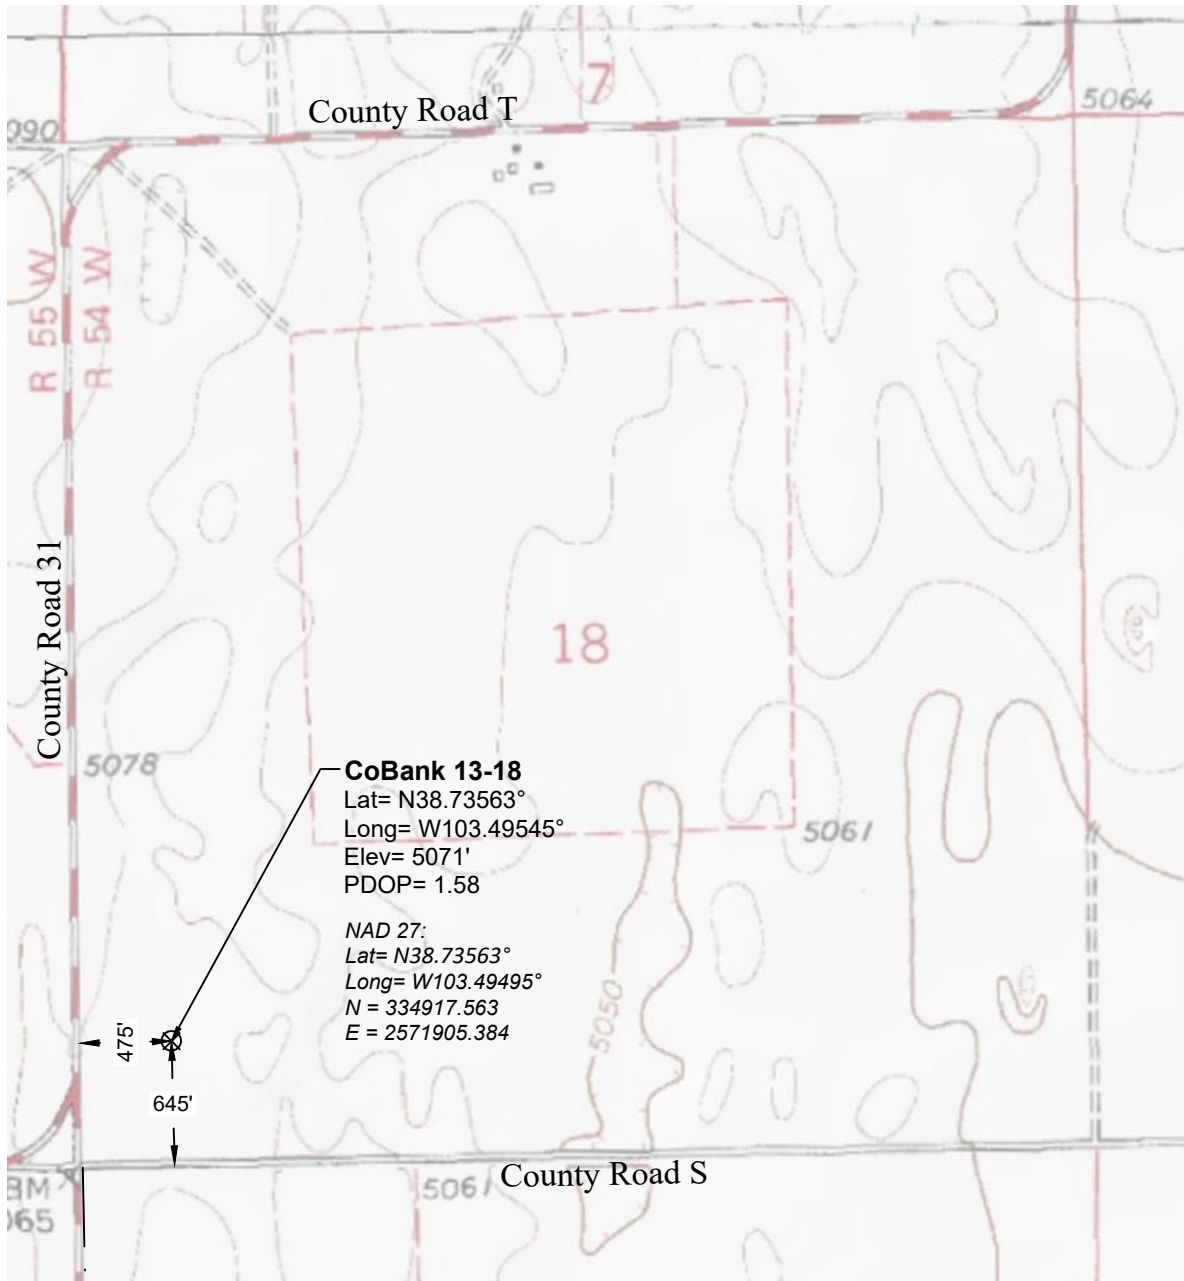 7
County Road T
5064
090
R 55 W
R 54 W
County Road 31
18
5078
CoBank 13-18
Lat= N38.73563°
Long= W103.49545°
Elev= 5071'
PDOP= 1.58
5061
NAD 27:
Lat= N38.73563°
Long= W103.49495°
N = 334917.563
E = 2571905.384
5050
475'
645'
County Road S
BM
5061
065